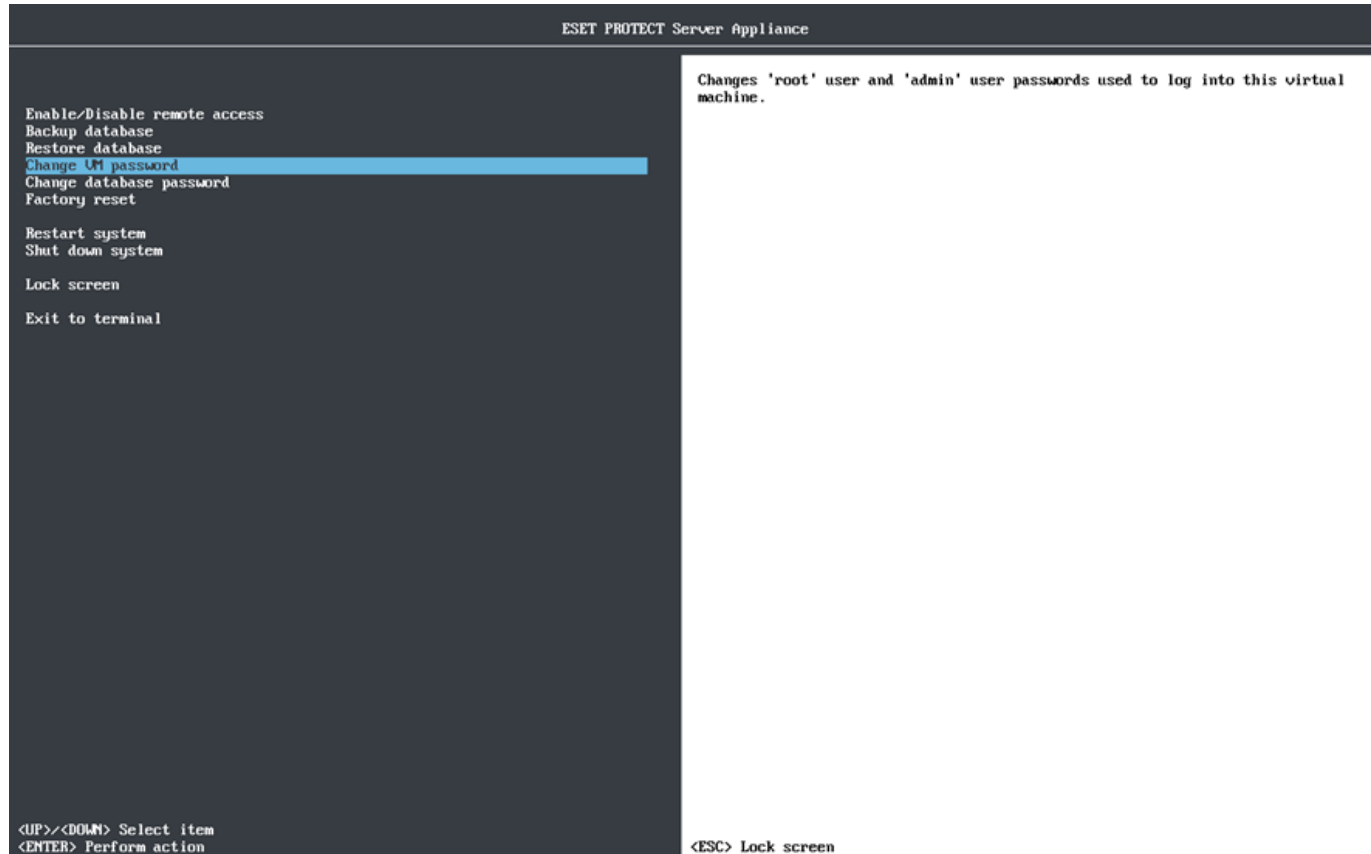 ESET PROTECT Server Appliance
Enable/Disable remote access
Backup database
Restore database
Change VM password
Change database password
Factory reset
Restart system
Shut down system
Lock screen
Exit to terminal
<UP>/<DOWN> Select item
<ENTER> Perform action
Changes 'root' user and 'admin' user passwords used to log into this virtual
machine.
<ESC> Lock screen